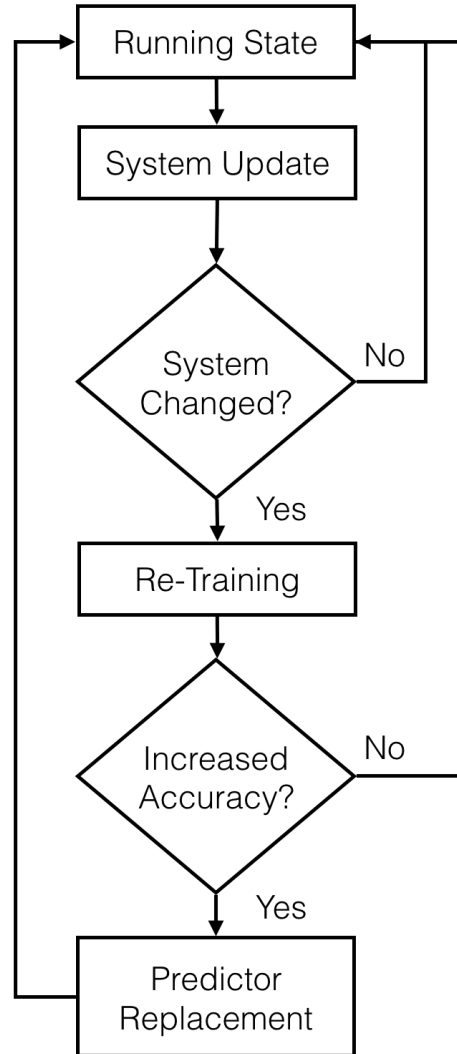 Running State
System Update
System
Changed?
No
Yes
Re-Training
Increased
Accuracy?
No
Yes
Predictor
Replacement